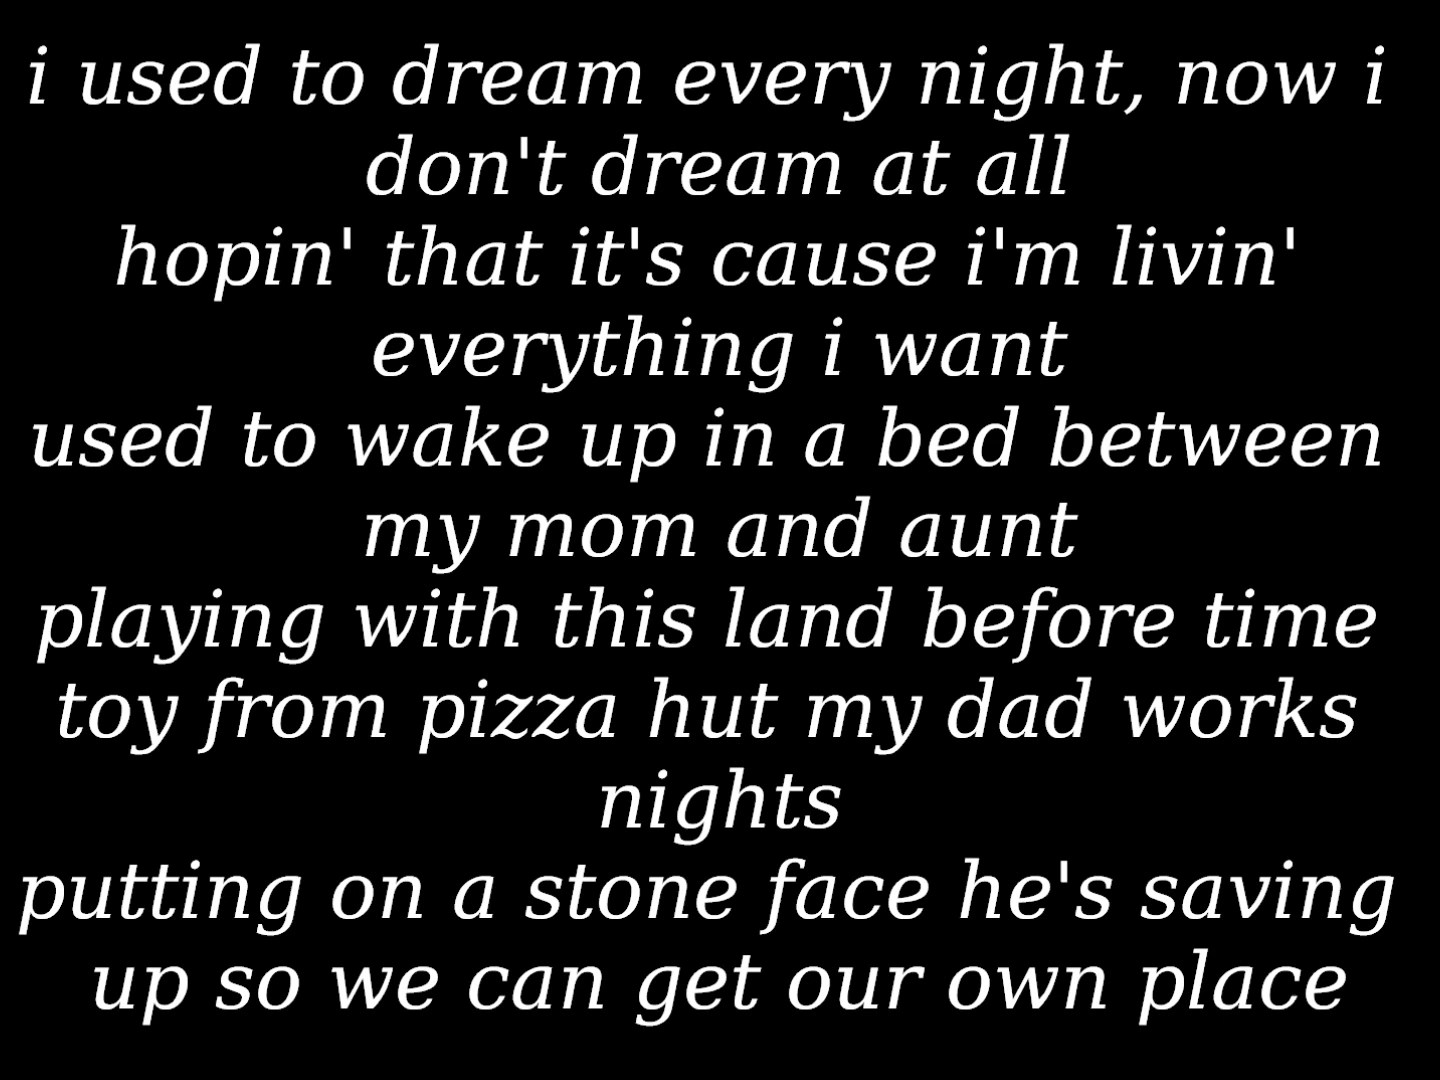 i used to dream every night, now i
don't dream at all
hopin' that it's cause i'm livin'
everything i want
used to wake up in a bed between
my mom and aunt
playing with this land before time
toy from pizza hut my dad works
nights
putting on a stone face he's saving
up so we can get our own place